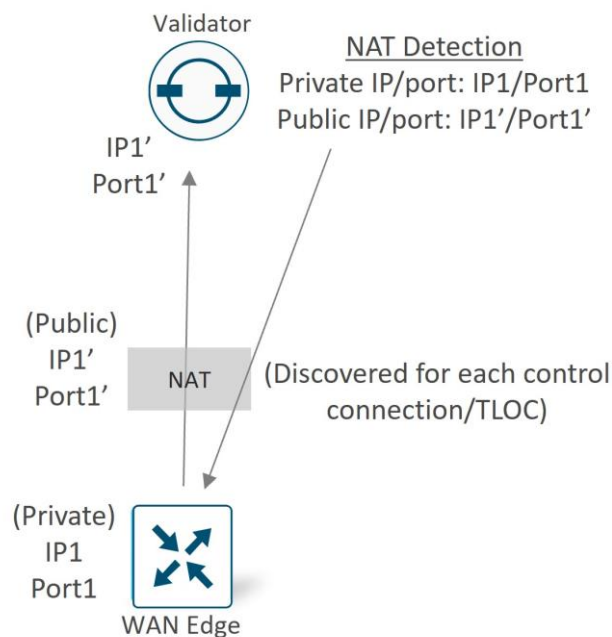 Validator
NAT Detection
Private IP/port: IP1/Port1
Public IP/port: IP1’/Port1’
IP1’
Port1’
(Public)
IP1’
Port1’
NAT
(Discovered for each control
connection/TLOC)
(Private)
IP1
Port1
WAN Edge